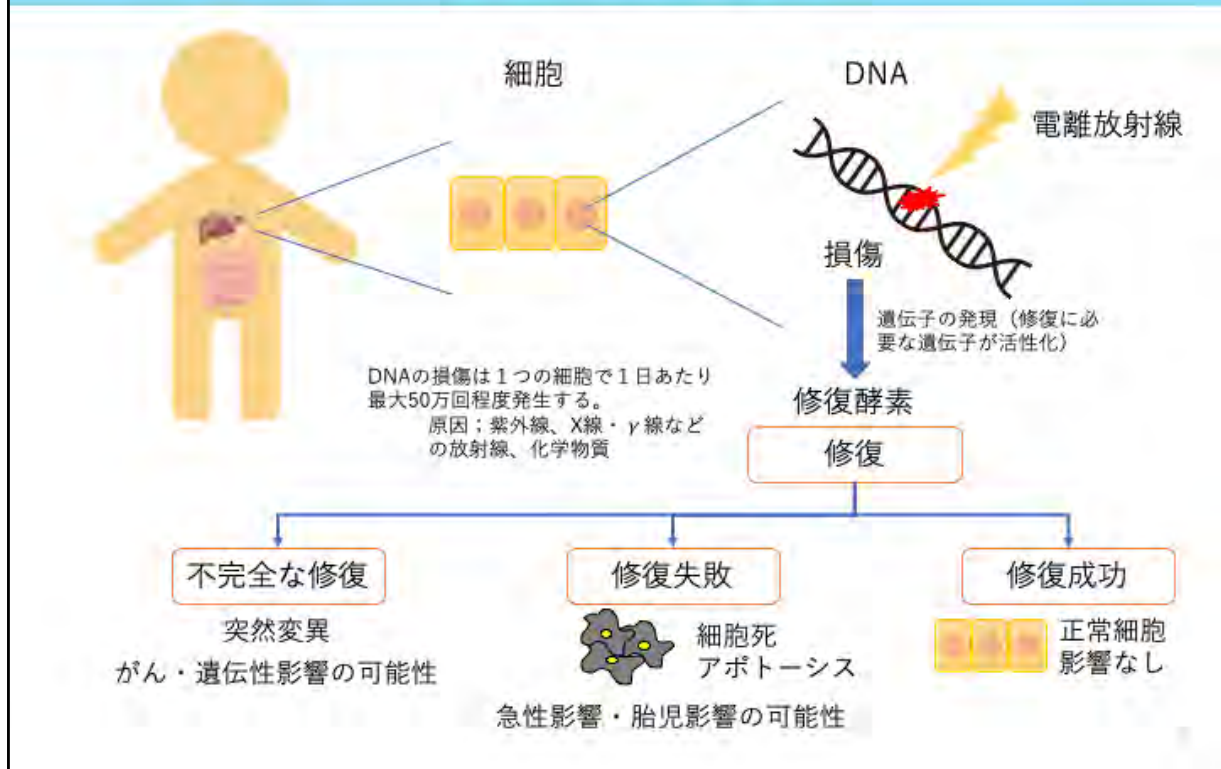 細胞
DNA
電離放射線
損傷
遺伝子の発現（修復に必
要な遺伝子が活性化）
DNAの損傷は１つの細胞で１日あたり
最大50万回程度発生する。
原因；紫外線、X線・γ線など
の放射線、化学物質
修復酵素
修復
不完全な修復
突然変異
がん・遺伝性影響の可能性
修復失敗
細胞死
アポトーシス
急性影響・胎児影響の可能性
修復成功
正常細胞
影響なし